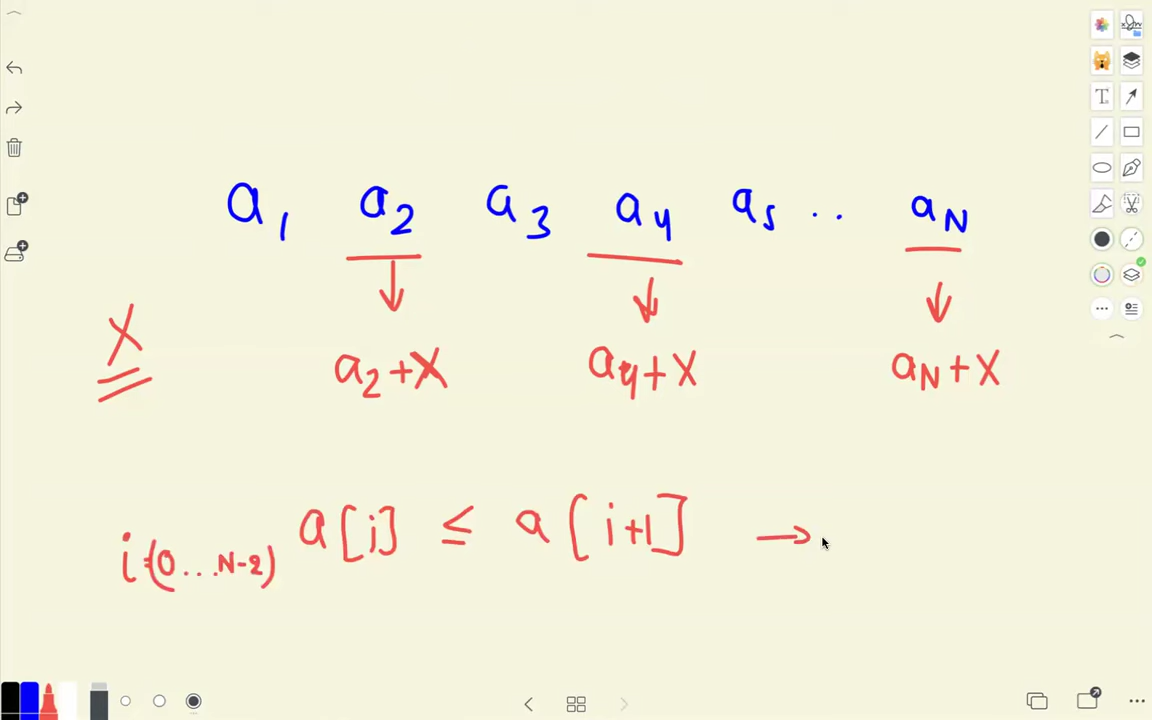 a1 a2 a3 a4 a5 .. aN
X a2+X a4+X aN+X
i:(0...N-2) a[i] ≤ a[i+1] →